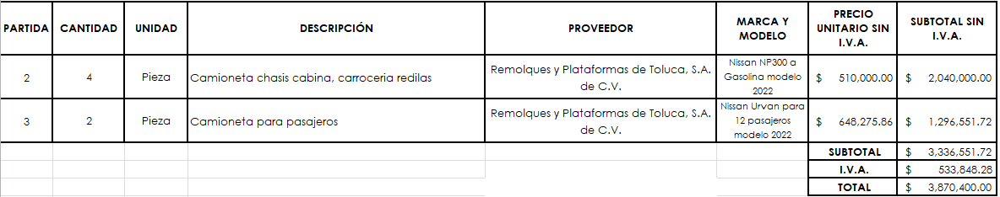 PARTIDA CANTIDAD UNIDAD DESCRIPCIÓN PROVEEDOR MARCA Y MODELO PRECIO UNITARIO SIN I.V.A. SUBTOTAL SIN I.V.A.
2 4 Pieza Camioneta chasis cabina, carroceria redilas Remolques y Plataformas de Toluca, S.A. de C.V. Nissan NP300 a Gasolina modelo 2022 $ 510,000.00 $ 2,040,000.00
3 2 Pieza Camioneta para pasajeros Remolques y Plataformas de Toluca, S.A. de C.V. Nissan Urvan para 12 pasajeros modelo 2022 $ 648,275.86 $ 1,296,551.72
SUBTOTAL $ 3,336,551.72
I.V.A. $ 533,848.28
TOTAL $ 3,870,400.00